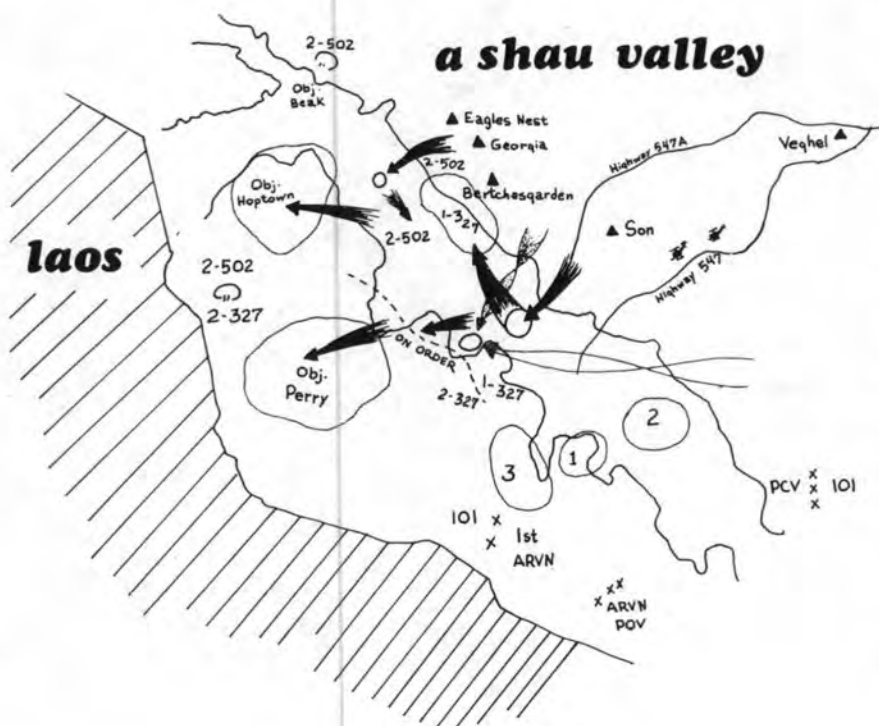 a shau valley
2-502
Obj.
Beak
Eagles Nest
Georgia
2-502
Bertchesgarden
Highway 547A
Veghel
Obj.
Hoptown
1-327
2-502
Son
Highway 547
laos
2-502
2-327
ON ORDER
Obj.
Perry
1-327
2-327
2
3
1
PCV x 101
x
x
101 x
x
1st
ARVN
x x x
ARVN
POV